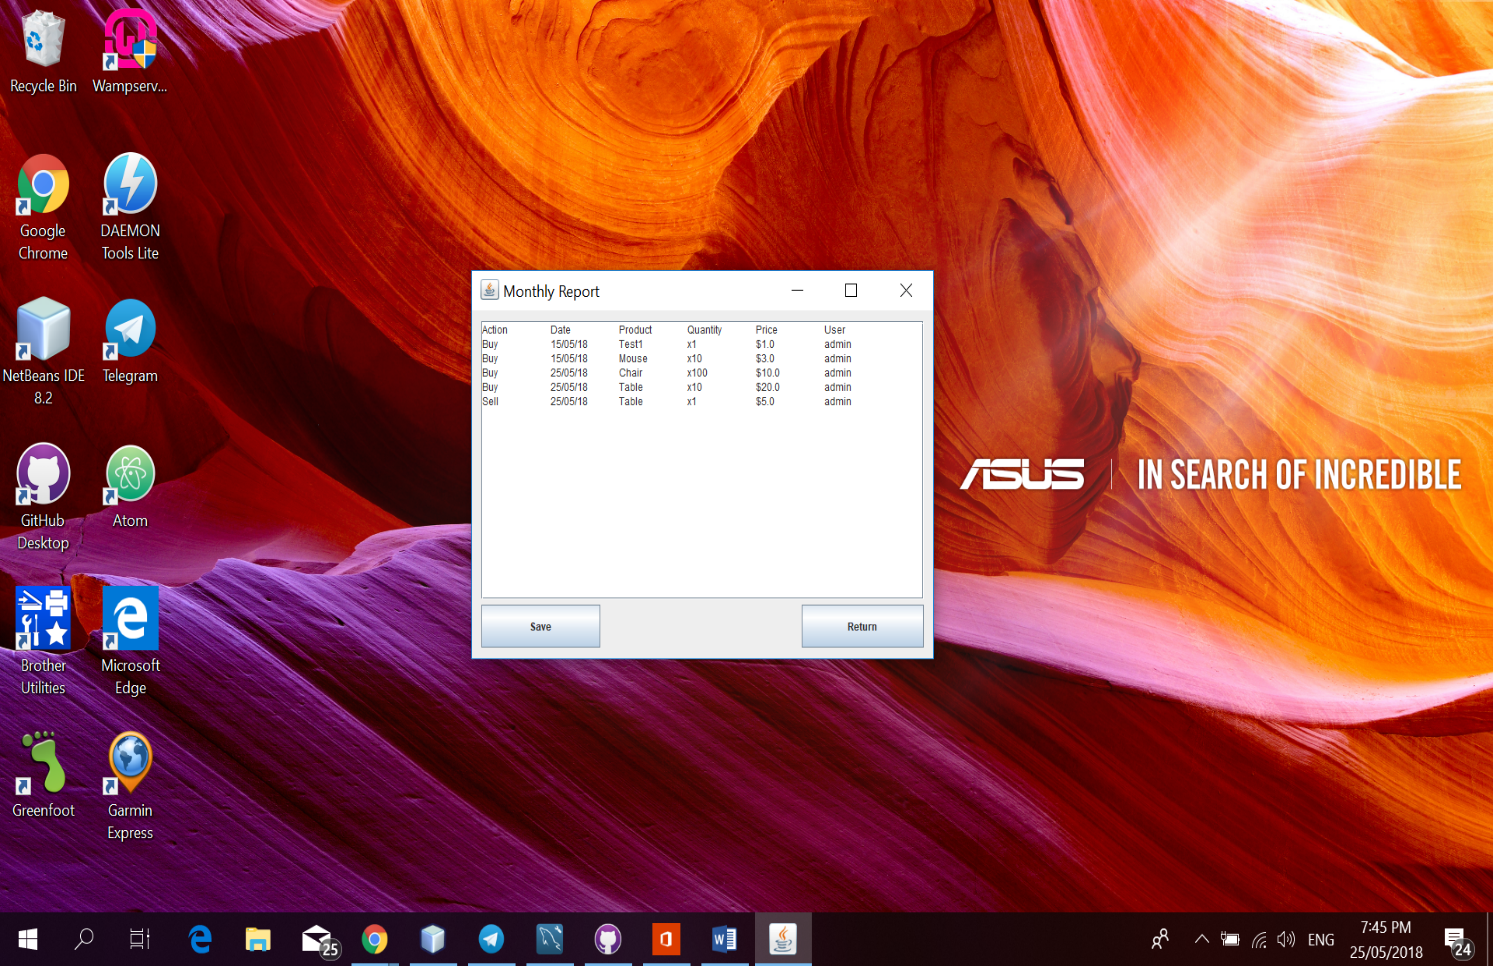 Recycle Bin
Wampserv...
Google
Chrome
DAEMON
Tools Lite
NetBeans IDE
8.2
Telegram
GitHub
Desktop
Atom
Brother
Utilities
Microsoft
Edge
Greenfoot
Garmin
Express
Monthly Report
Action Date Product Quantity Price User
Buy 15/05/18 Test1 x1 $1.0 admin
Buy 15/05/18 Mouse x10 $3.0 admin
Buy 25/05/18 Chair x100 $10.0 admin
Buy 25/05/18 Table x10 $20.0 admin
Sell 25/05/18 Table x1 $5.0 admin
Save
Return
ASUS IN SEARCH OF INCREDIBLE
25
ENG
7:45 PM
25/05/2018
24